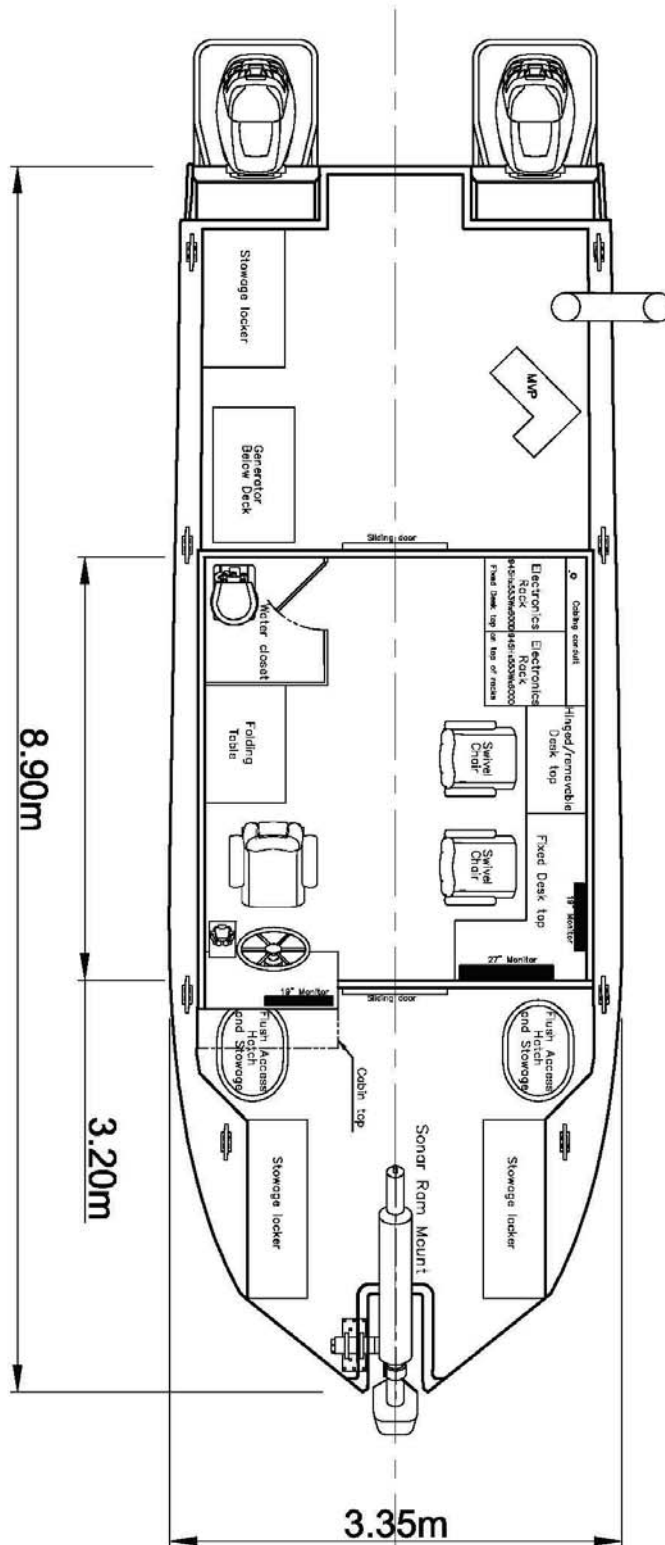 Stowage locker
MVP
Generator
Below Deck
Sliding door
Water closet
Electronics
Rack
Fixed Desk top on top of racks
Electronics
Rack
Cabling conduit
Hinged/removable
Desk top
Folding
Table
Swivel
Chair
Swivel
Chair
Fixed Desk top
19" Monitor
27" Monitor
19" Monitor
Sliding door
Flush Access
Hatch
and Stowage
Flush Access
Hatch
and Stowage
Cabin top
Sonar Ram Mount
Stowage locker
Stowage locker
8.90m
3.20m
3.35m